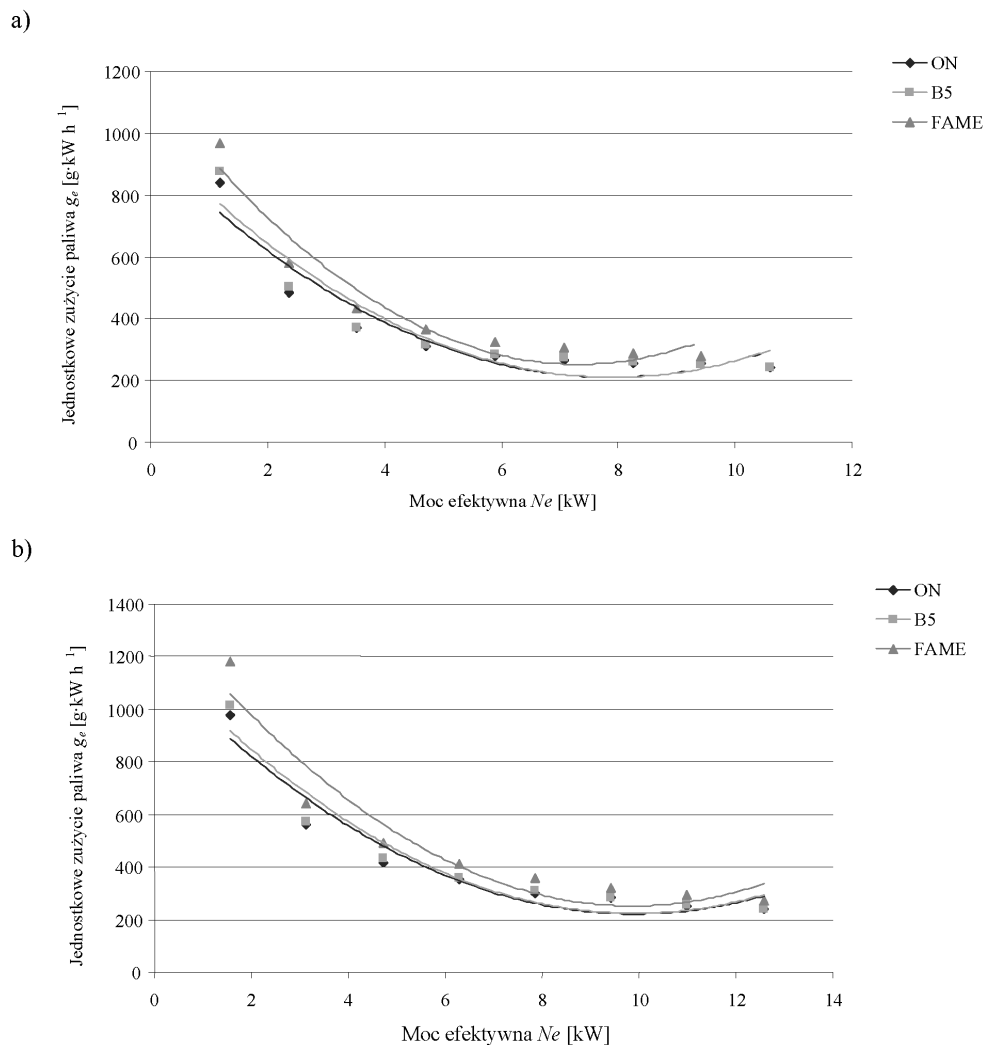 a)
1200
1000
800
600
400
200
0
0 2 4 6 8 10 12
Jednostkowe zużycie paliwa ge [g·kW h -1]
Moc efektywna Ne [kW]
ON
B5
FAME
b)
1400
1200
1000
800
600
400
200
0
0 2 4 6 8 10 12 14
Jednostkowe zużycie paliwa ge [g·kW h -1]
Moc efektywna Ne [kW]
ON
B5
FAME